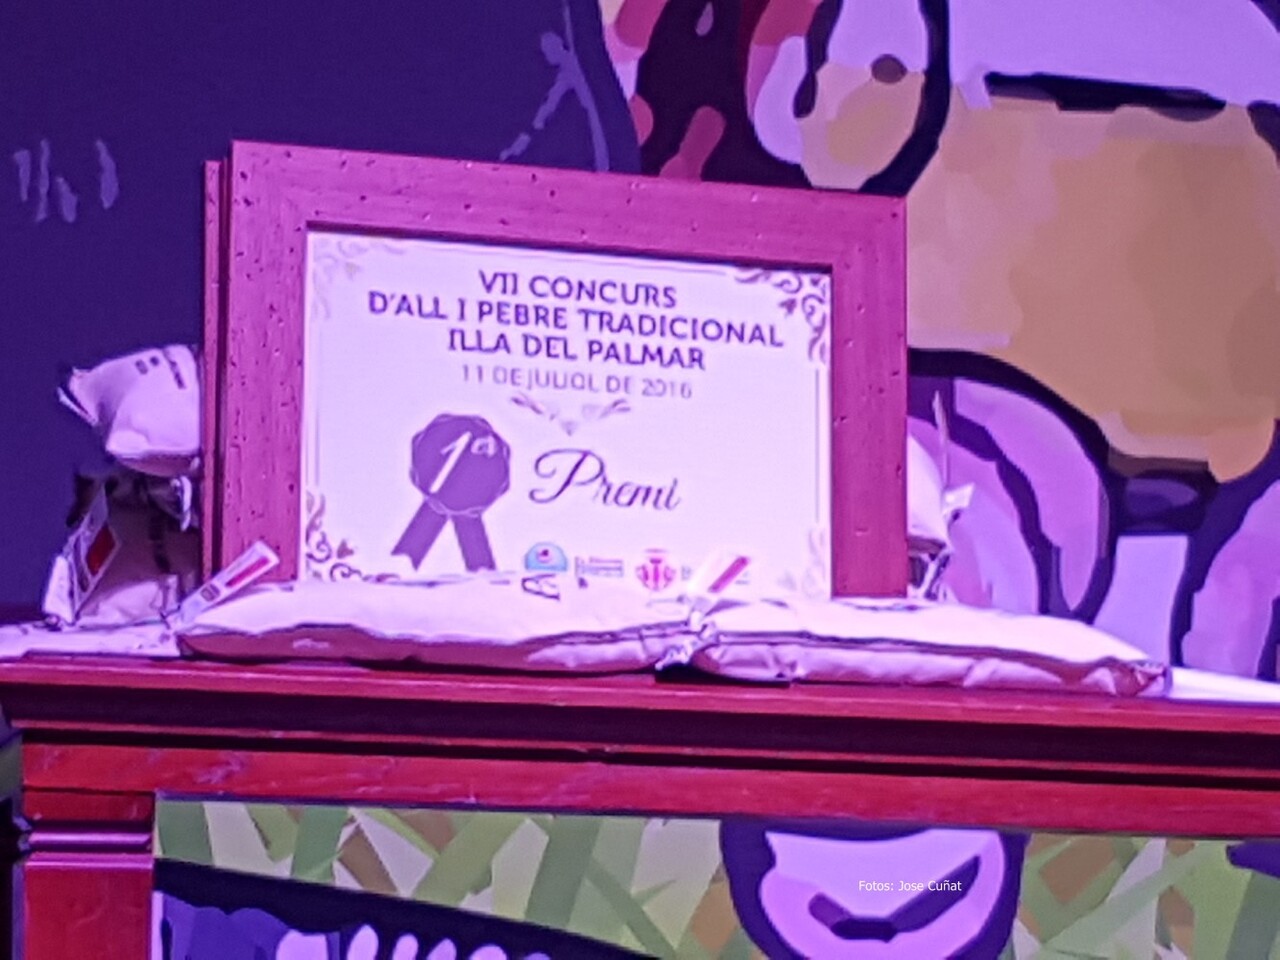 VII CONCURS
D'ALL I PEBRE TRADICIONAL
ILLA DEL PALMAR
11 DE JULIOL DE 2016
1ª
Premi
Fotos: Jose Cuñat